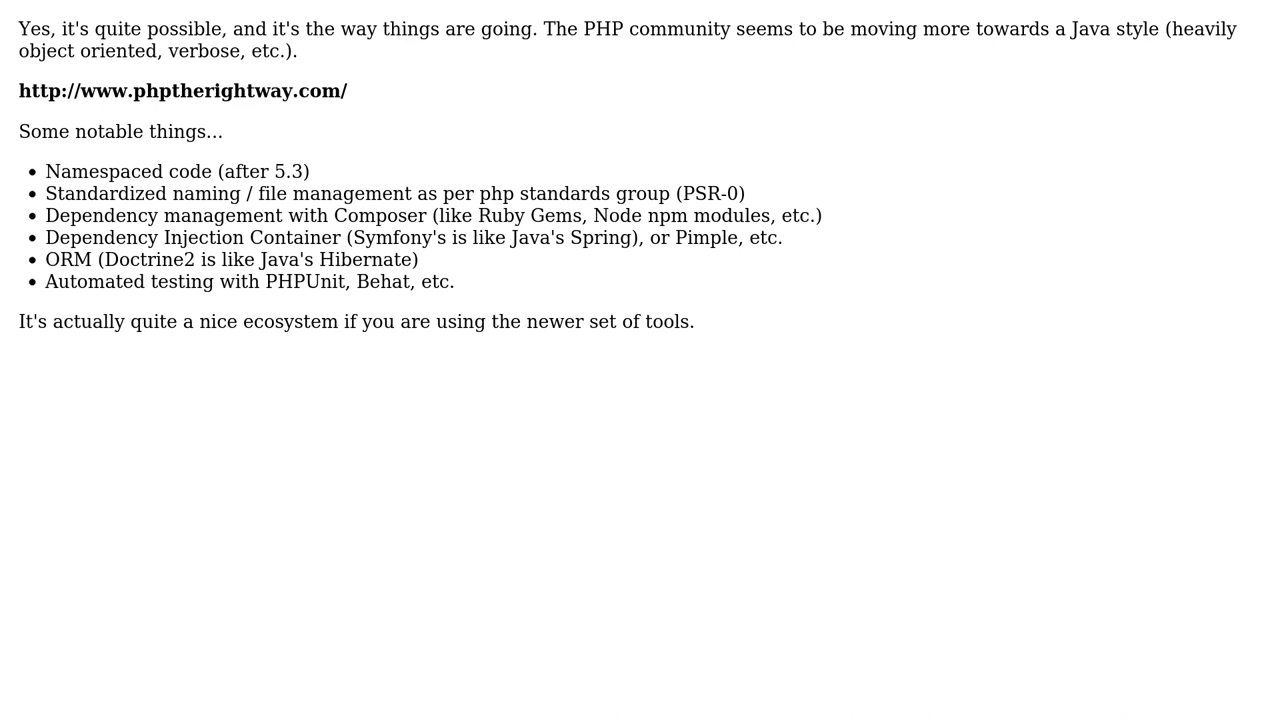 Yes, it's quite possible, and it's the way things are going. The PHP community seems to be moving more towards a Java style (heavily
object oriented, verbose, etc.).
http://www.phptherightway.com/
Some notable things...
• Namespaced code (after 5.3)
• Standardized naming / file management as per php standards group (PSR-0)
• Dependency management with Composer (like Ruby Gems, Node npm modules, etc.)
• Dependency Injection Container (Symfony's is like Java's Spring), or Pimple, etc.
• ORM (Doctrine2 is like Java's Hibernate)
• Automated testing with PHPUnit, Behat, etc.
It's actually quite a nice ecosystem if you are using the newer set of tools.